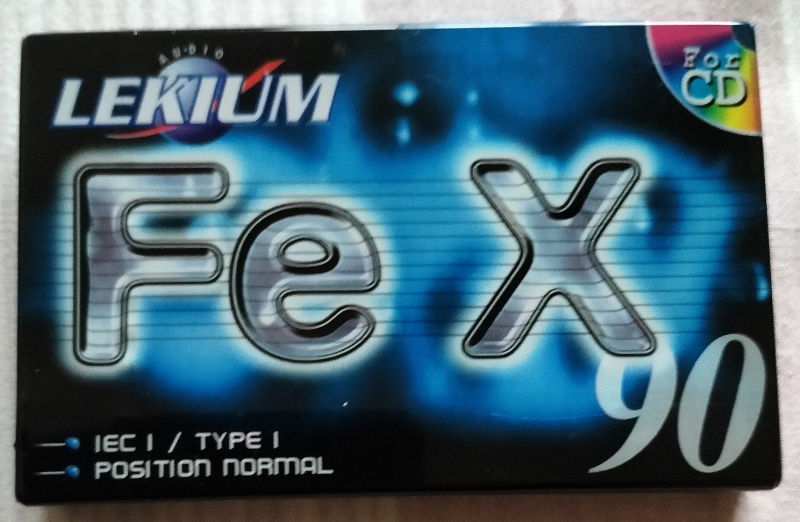 AUDIO
LEKIUM
For
CD
Fe X
90
IEC I / TYPE I
POSITION NORMAL